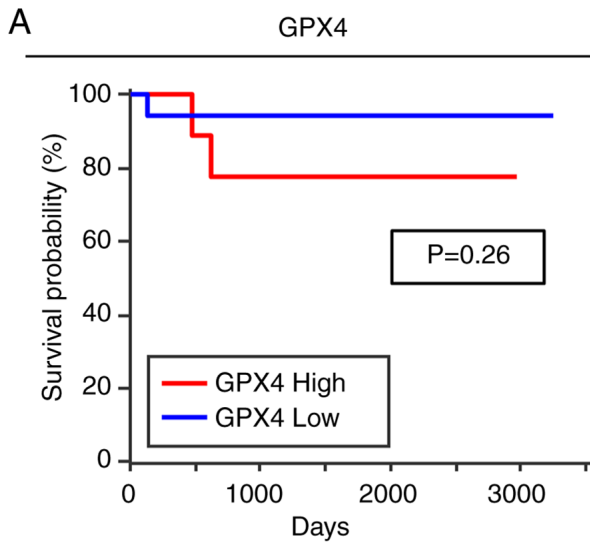 A
GPX4
Survival probability (%)
100
80
60
40
20
0
P=0.26
GPX4 High
GPX4 Low
0 1000 2000 3000
Days